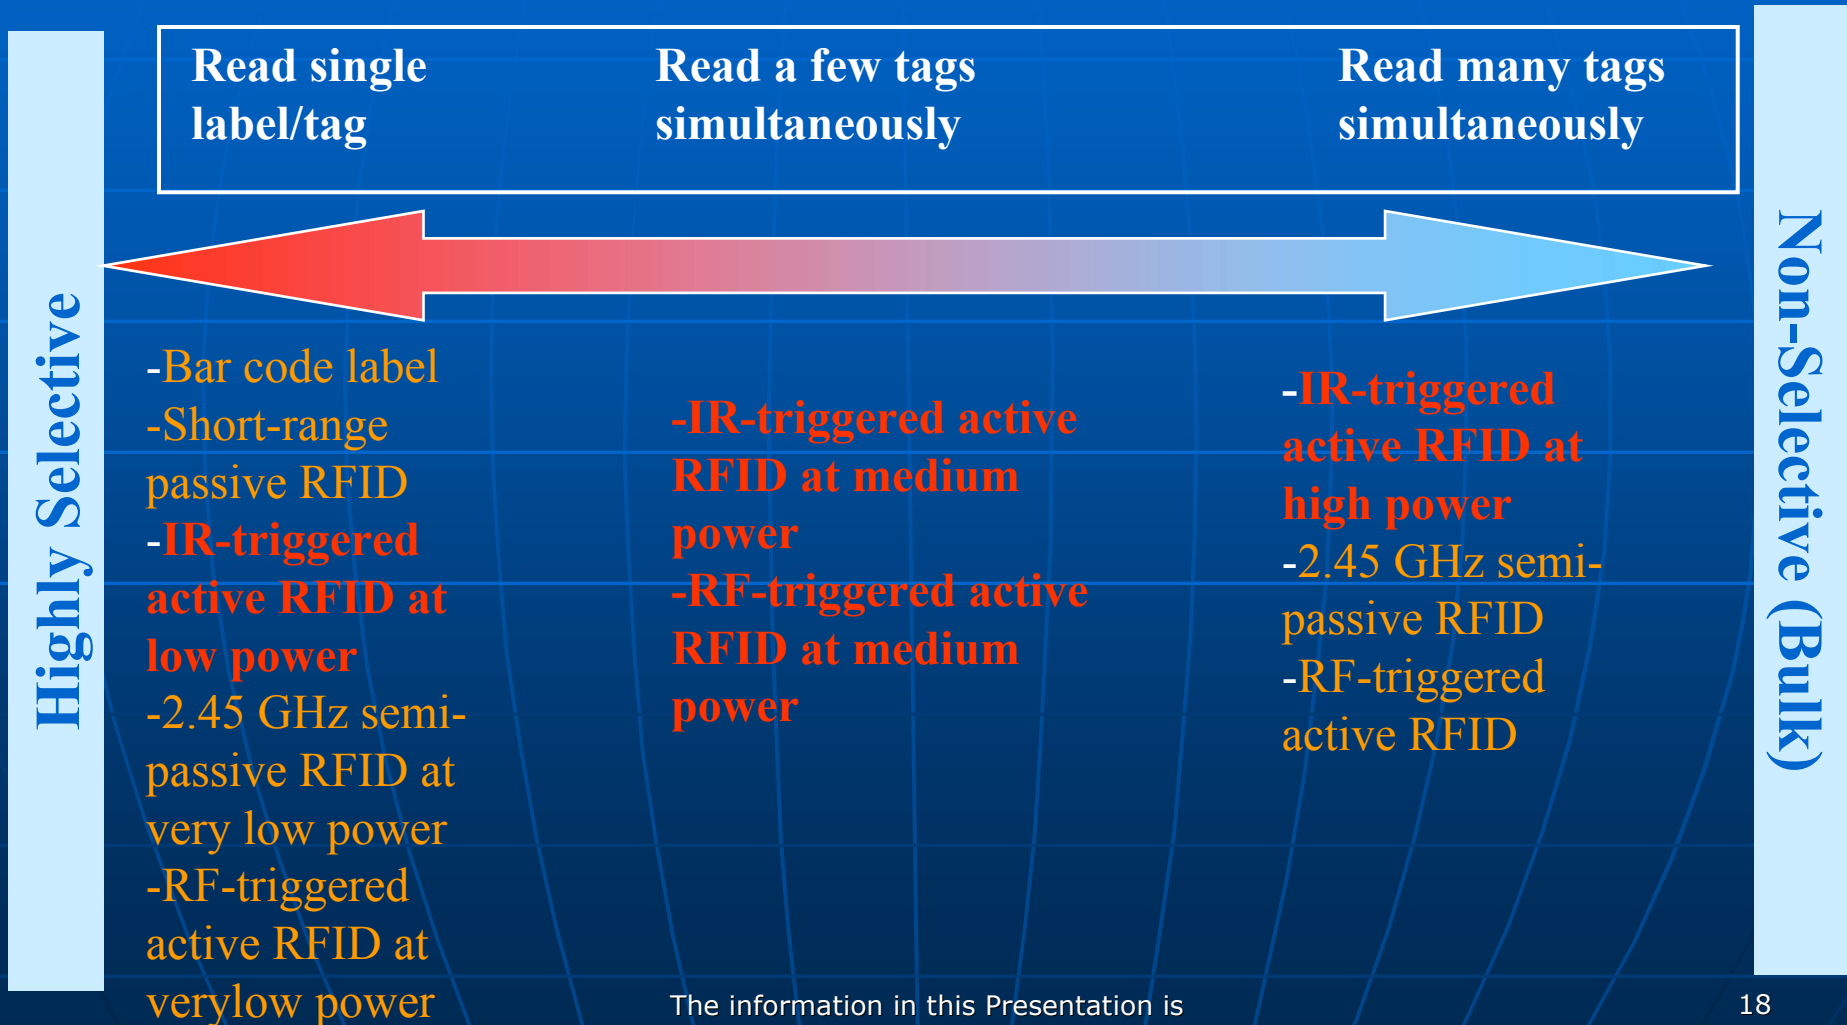 Read single
label/tag
Read a few tags
simultaneously
Read many tags
simultaneously
Highly Selective
-Bar code label
-Short-range
passive RFID
-IR-triggered
active RFID at
low power
-2.45 GHz semi-
passive RFID at
very low power
-RF-triggered
active RFID at
verylow power
-IR-triggered active
RFID at medium
power
-RF-triggered active
RFID at medium
power
-IR-triggered
active RFID at
high power
-2.45 GHz semi-
passive RFID
-RF-triggered
active RFID
Non-Selective (Bulk)
The information in this Presentation is
18